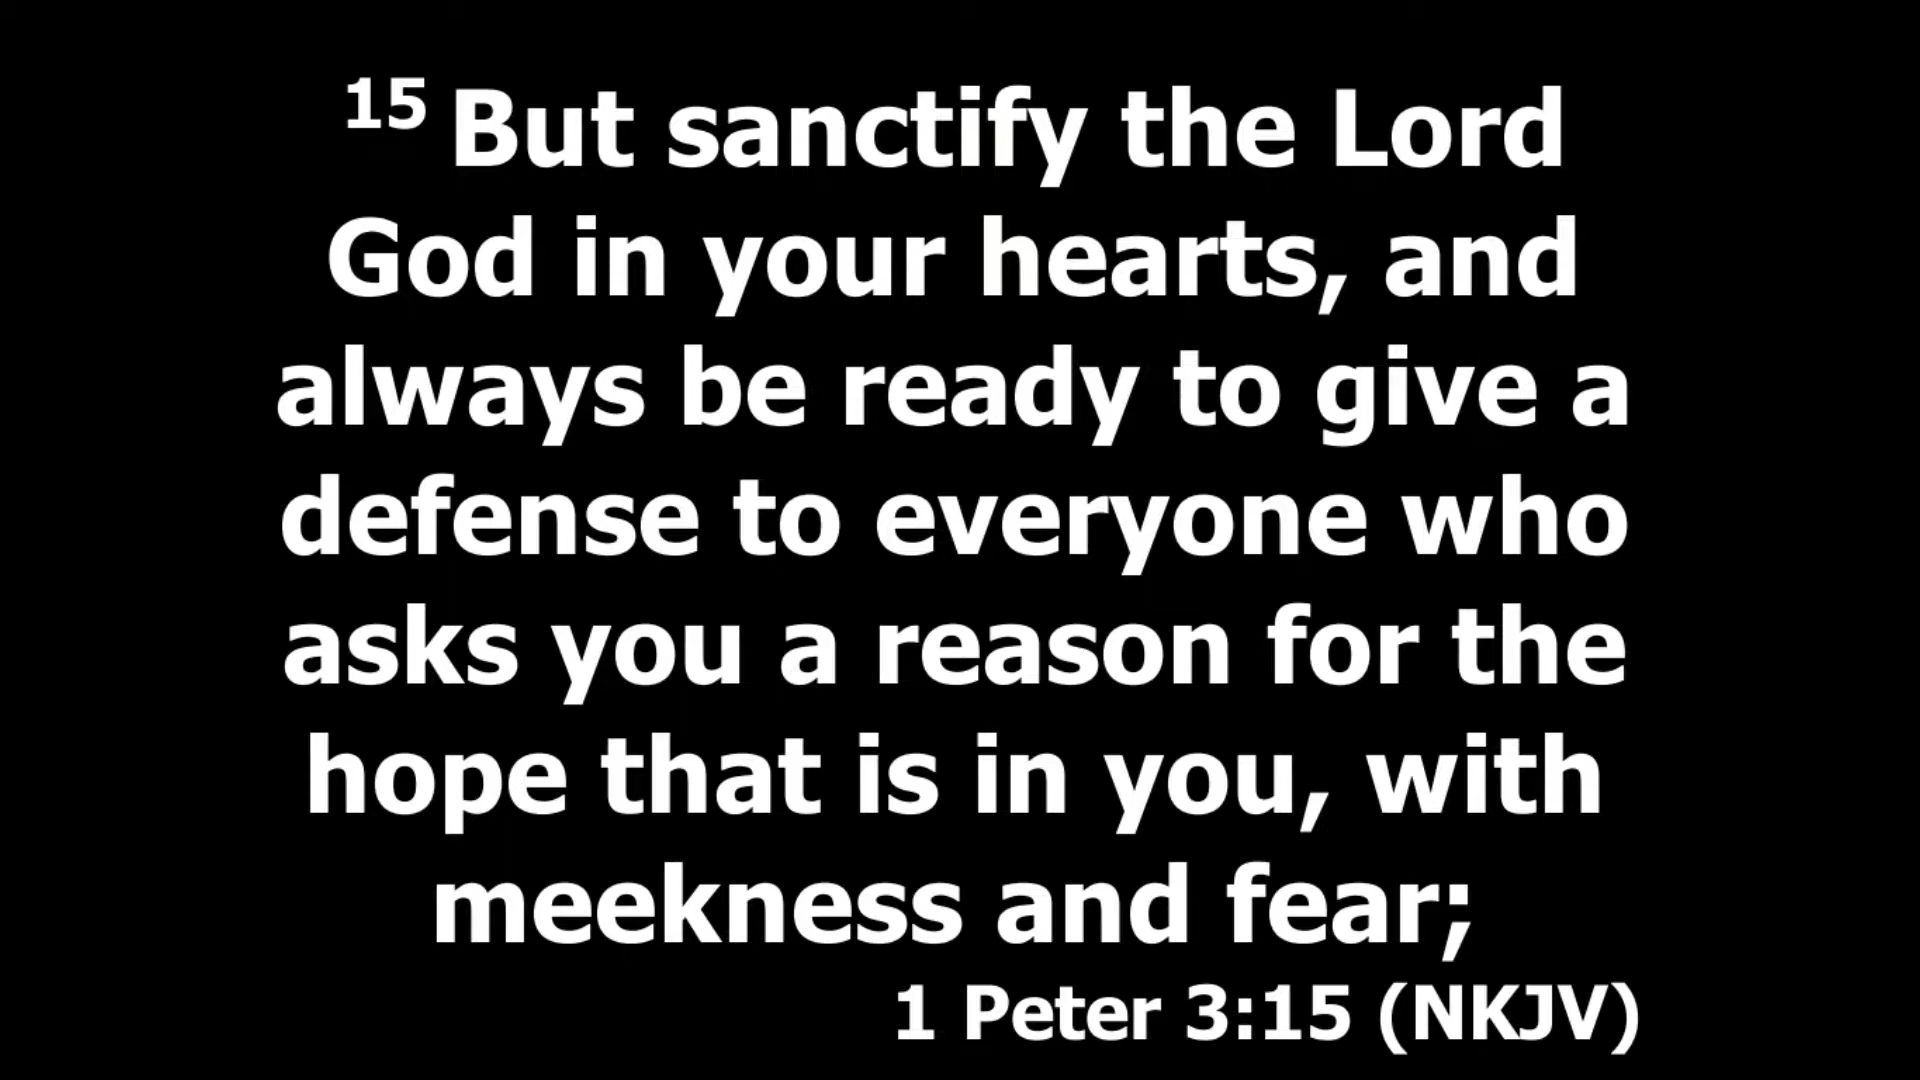 15 But sanctify the Lord
God in your hearts, and
always be ready to give a
defense to everyone who
asks you a reason for the
hope that is in you, with
meekness and fear;
1 Peter 3:15 (NKJV)